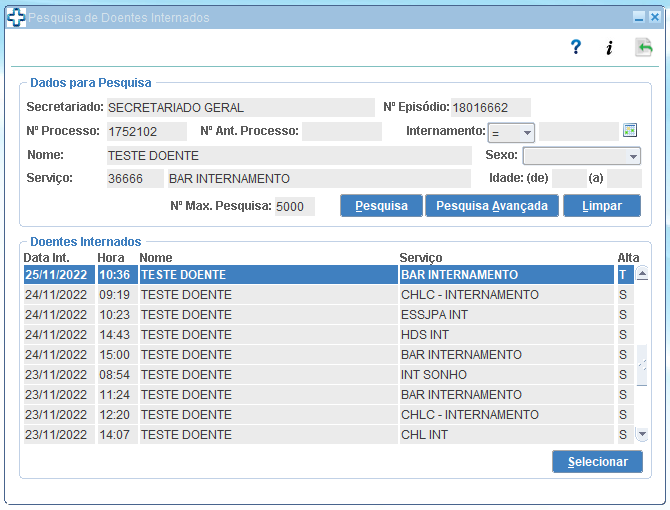 Pesquisa de Doentes Internados
? i
Dados para Pesquisa
Secretariado: SECRETARIADO GERAL Nº Episódio: 18016662
Nº Processo: 1752102 Nº Ant. Processo: Internamento: =
Nome: TESTE DOENTE Sexo:
Serviço: 36666 BAR INTERNAMENTO Idade: (de) (a)
Nº Max. Pesquisa: 5000 Pesquisa Pesquisa Avançada Limpar
Doentes Internados
Data Int. Hora Nome Serviço Alta
25/11/2022 10:36 TESTE DOENTE BAR INTERNAMENTO T
24/11/2022 09:19 TESTE DOENTE CHLC - INTERNAMENTO S
24/11/2022 10:23 TESTE DOENTE ESSJPA INT S
24/11/2022 14:43 TESTE DOENTE HDS INT S
24/11/2022 15:00 TESTE DOENTE BAR INTERNAMENTO S
23/11/2022 08:54 TESTE DOENTE INT SONHO S
23/11/2022 11:24 TESTE DOENTE BAR INTERNAMENTO S
23/11/2022 12:20 TESTE DOENTE CHLC - INTERNAMENTO S
23/11/2022 14:07 TESTE DOENTE CHL INT S
Selecionar